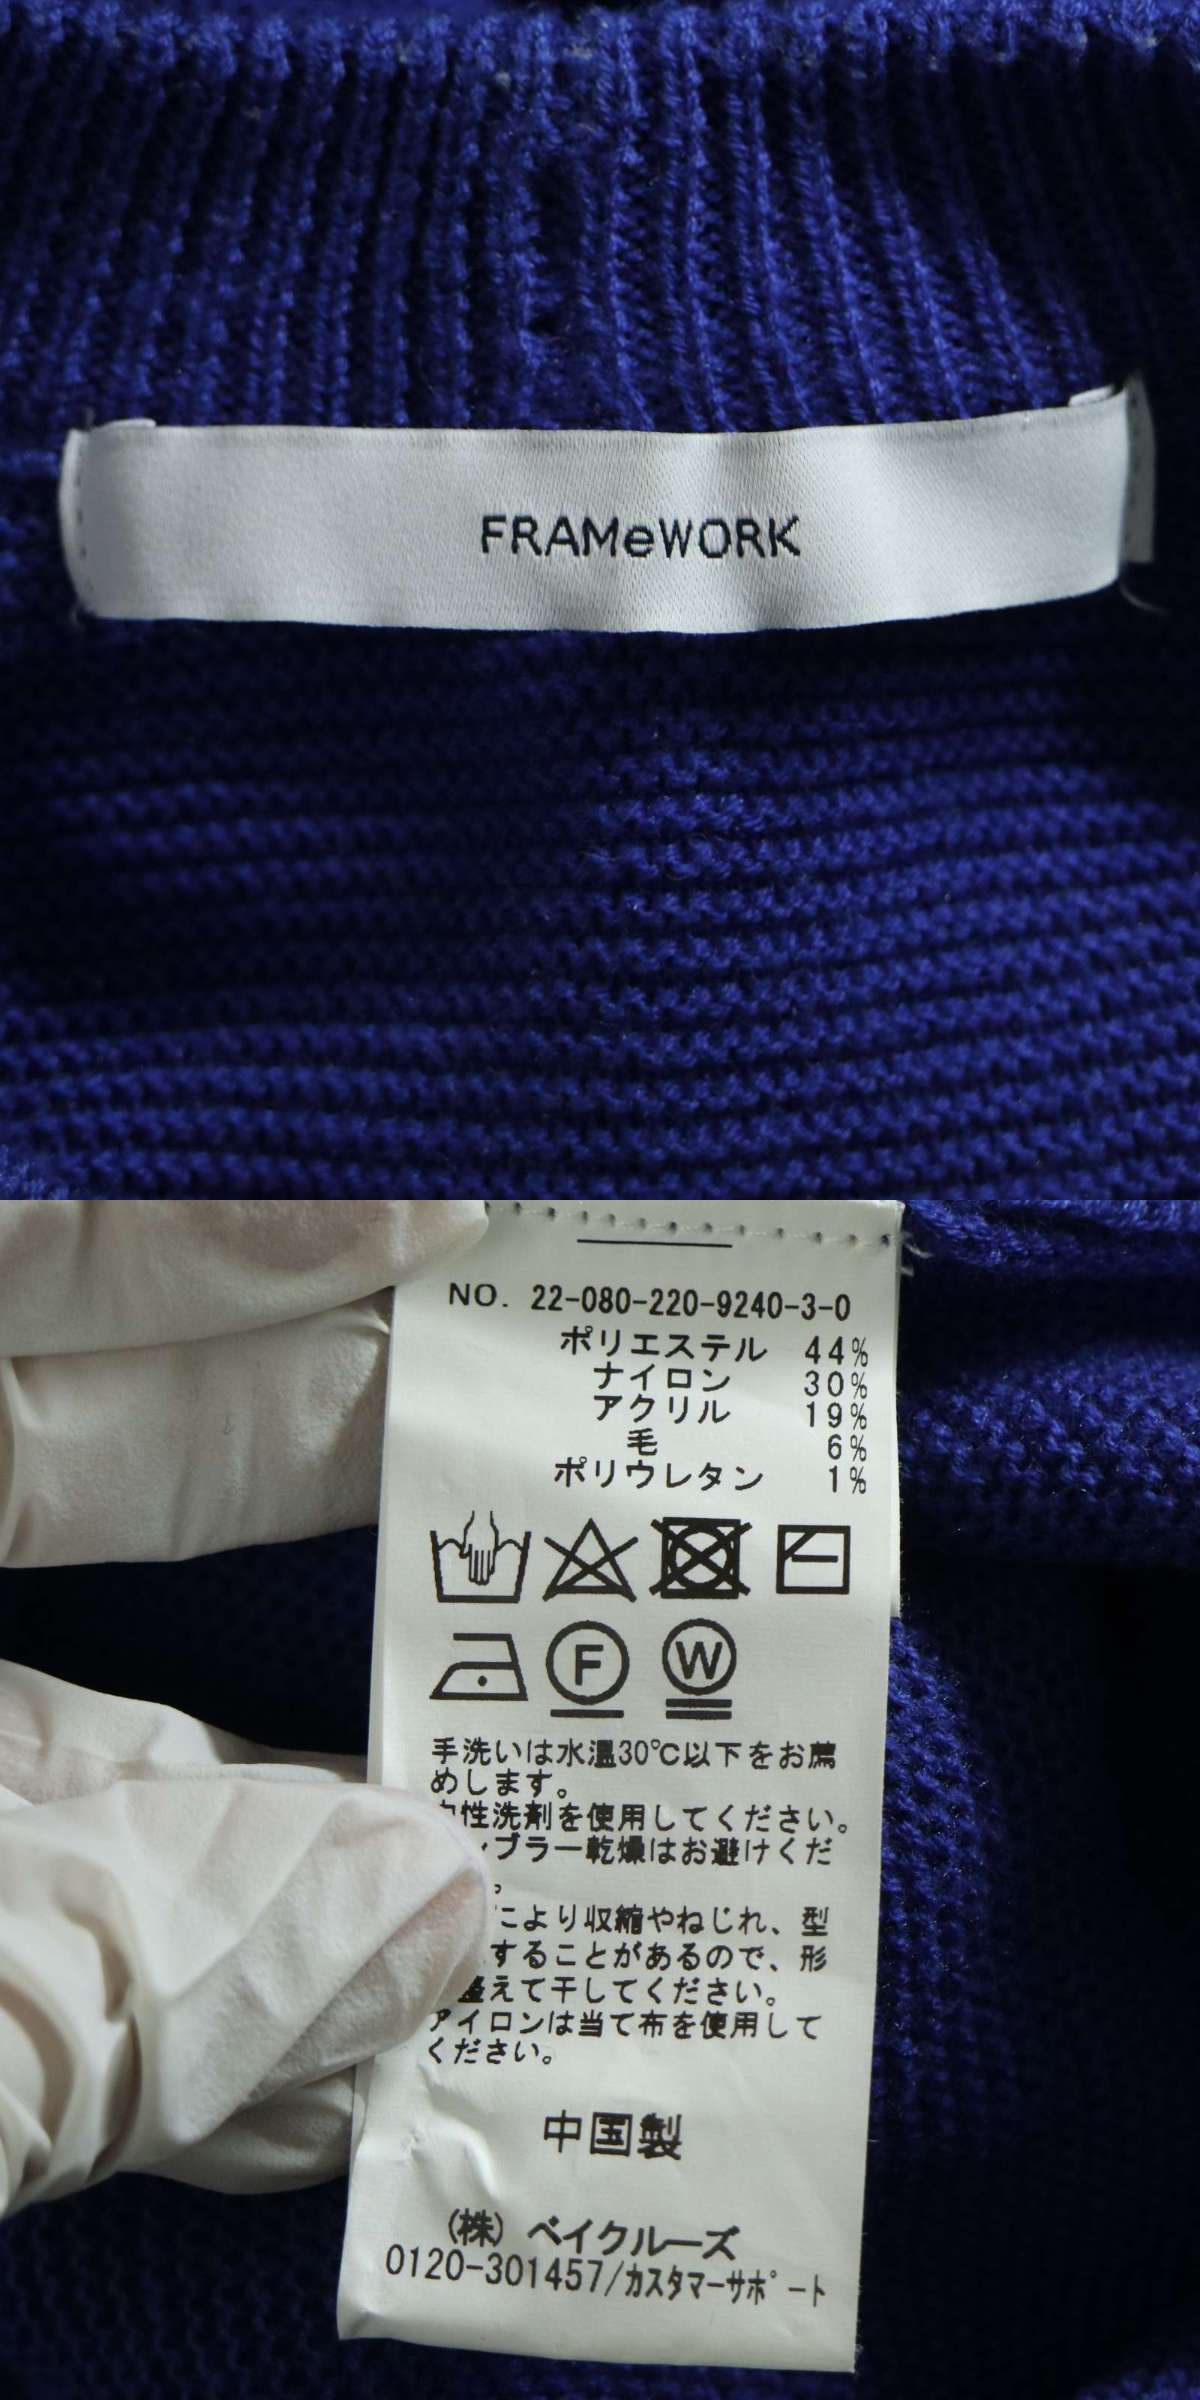 FRAMeWORK
NO. 22-080-220-9240-3-0
ポリエステル 44%
ナイロン 30%
アクリル 19%
毛 6%
ポリウレタン 1%
F W
手洗いは水温30℃以下をお薦
めします。
性洗剤を使用してください。
ンブラー乾燥はお避けくだ
。
により収縮やねじれ、型
することがあるので、形
整えて干してください。
アイロンは当て布を使用して
ください。
中国製
(株) ベイクルーズ
0120-301457/カスタマーサポート